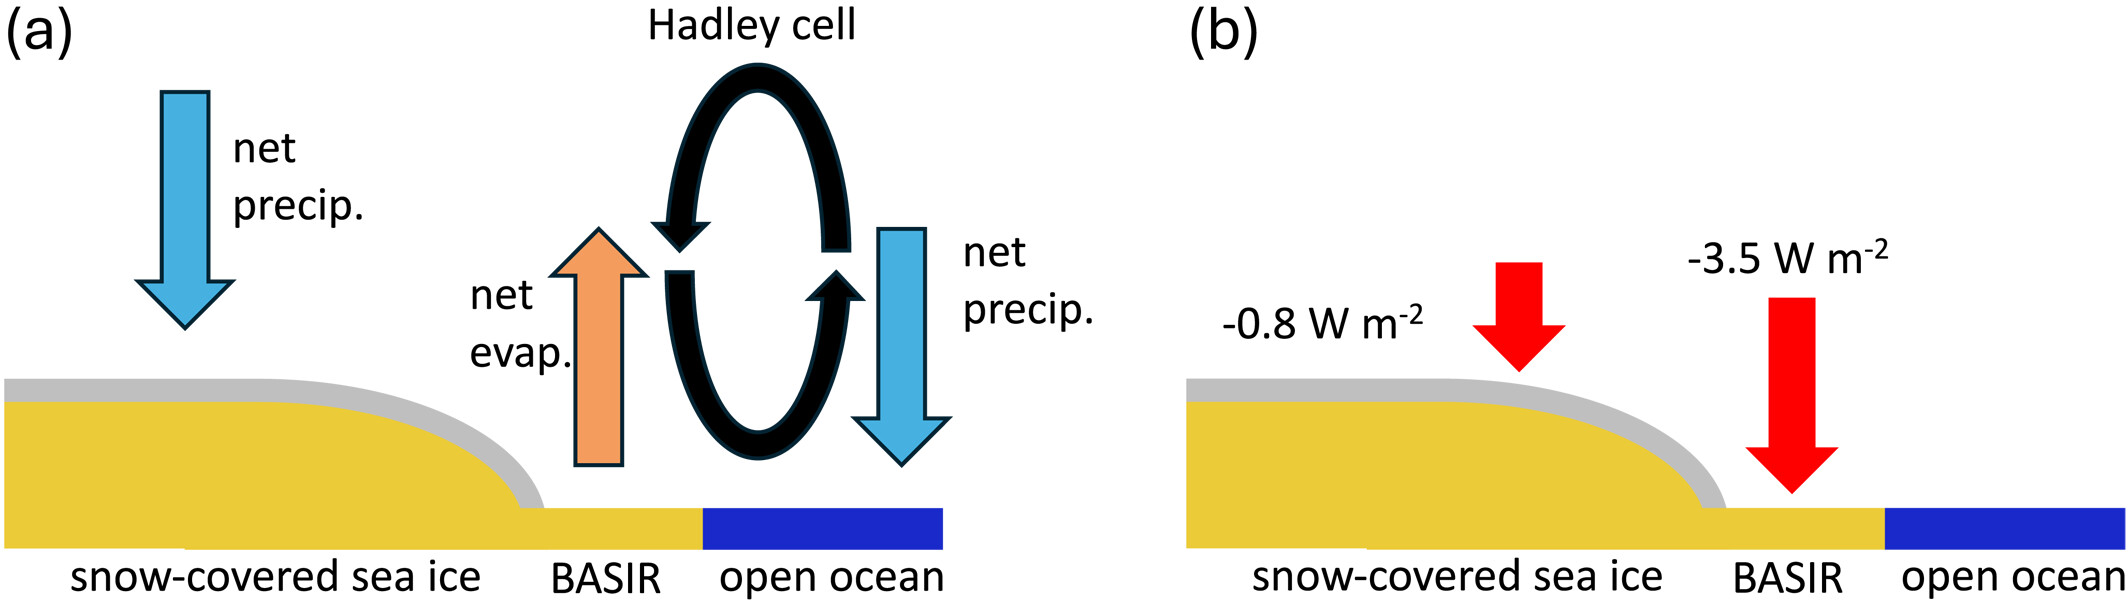 (a)
Hadley cell
net
precip.
net
evap.
net
precip.
snow-covered sea ice
BASIR
open ocean
(b)
-0.8 W m⁻²
-3.5 W m⁻²
snow-covered sea ice
BASIR
open ocean